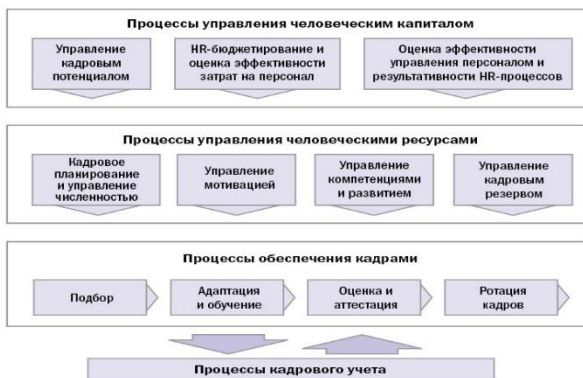 Процессы управления человеческим капиталом
Управление
кадровым
потенциалом
HR-бюджетирование и
оценка эффективности
затрат на персонал
Оценка эффективности
управления персоналом и
результативности HR-процессов
Процессы управления человеческими ресурсами
Кадровое
планирование
и управление
численностью
Управление
мотивацией
Управление
компетенциями
и развитием
Управление
кадровым
резервом
Процессы обеспечения кадрами
Подбор
Адаптация
и обучение
Оценка и
аттестация
Ротация
кадров
Процессы кадрового учета